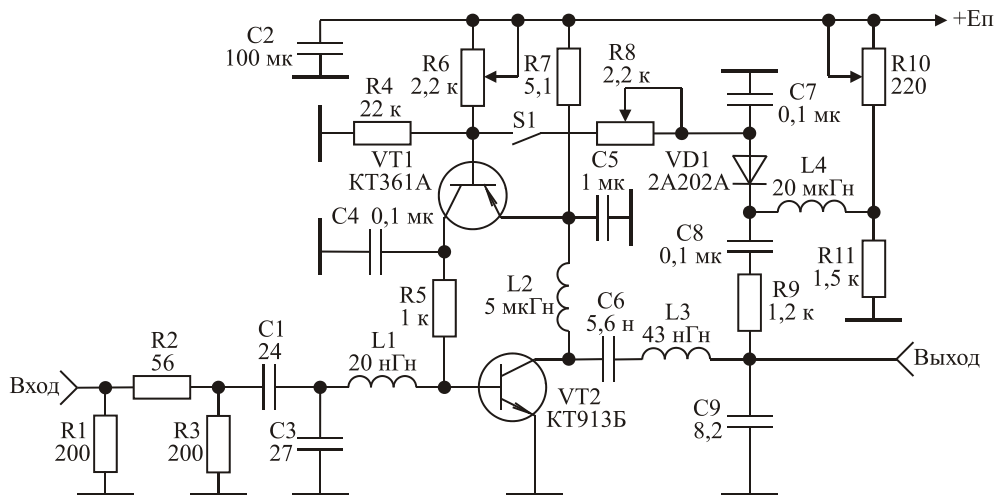 +Eп
C2
100 мк
R6
2,2 к
R7
5,1
R8
2,2 к
R10
220
R4
22 к
S1
C7
0,1 мк
VT1
КТ361А
C5
1 мк
VD1
2А202А
L4
20 мкГн
C4 0,1 мк
C8
0,1 мк
R11
1,5 к
R5
1 к
L2
5 мкГн
C6
5,6 н
L3
43 нГн
R9
1,2 к
R2
56
C1
24
L1
20 нГн
Вход
Выход
VT2
КТ913Б
R1
200
R3
200
C3
27
C9
8,2